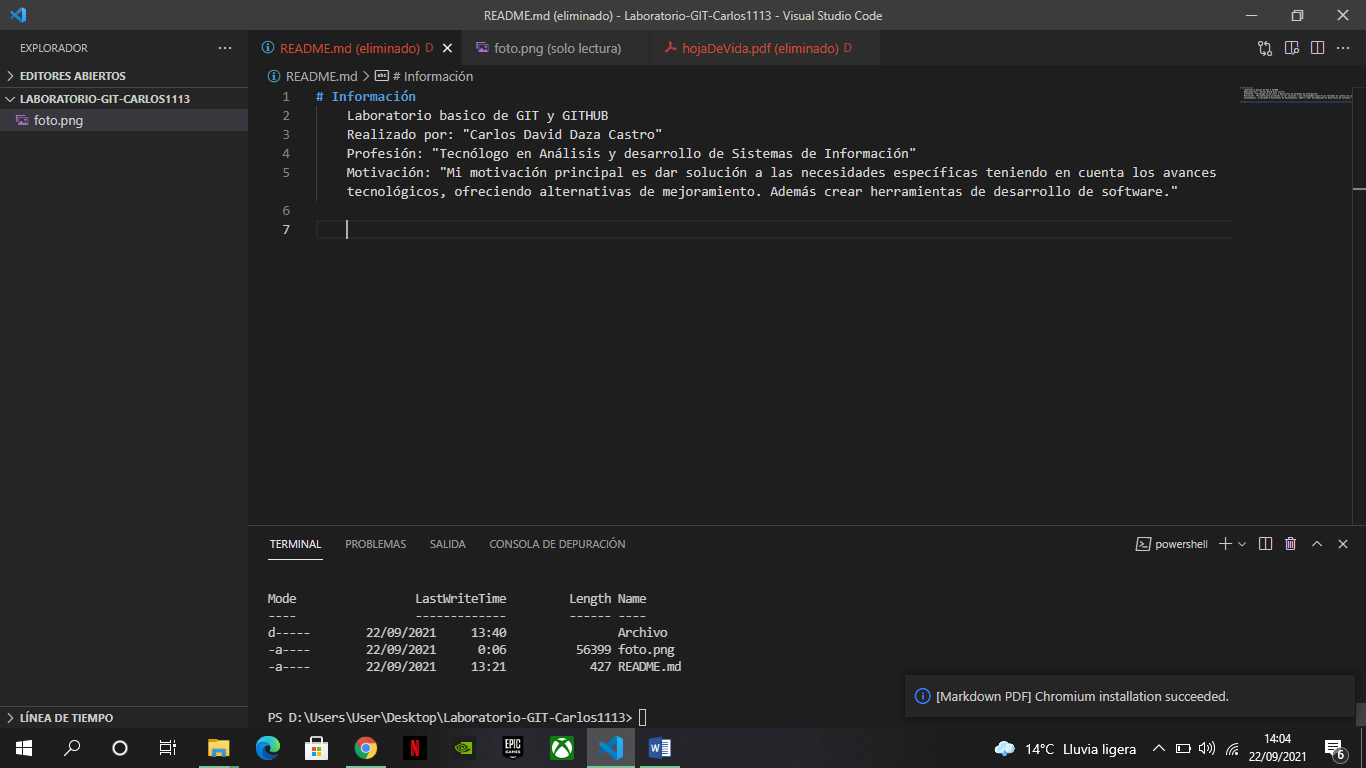 README.md (eliminado) - Laboratorio-GIT-Carlos1113 - Visual Studio Code
EXPLORADOR
EDITORES ABIERTOS
LABORATORIO-GIT-CARLOS1113
foto.png
LÍNEA DE TIEMPO
README.md (eliminado) D
foto.png (solo lectura)
hojaDeVida.pdf (eliminado) D
README.md > # Información
1 # Información
2 Laboratorio basico de GIT y GITHUB
3 Realizado por: "Carlos David Daza Castro"
4 Profesión: "Tecnólogo en Análisis y desarrollo de Sistemas de Información"
5 Motivación: "Mi motivación principal es dar solución a las necesidades específicas teniendo en cuenta los avances
tecnológicos, ofreciendo alternativas de mejoramiento. Además crear herramientas de desarrollo de software."
6
7
TERMINAL PROBLEMAS SALIDA CONSOLA DE DEPURACIÓN
powershell
Mode LastWriteTime Length Name
---- ------------- ------ ----
d----- 22/09/2021 13:40 Archivo
-a---- 22/09/2021 0:06 56399 foto.png
-a---- 22/09/2021 13:21 427 README.md
PS D:\Users\User\Desktop\Laboratorio-GIT-Carlos1113>
[Markdown PDF] Chromium installation succeeded.
EPIC
GAMES
14°C Lluvia ligera
14:04
22/09/2021
6